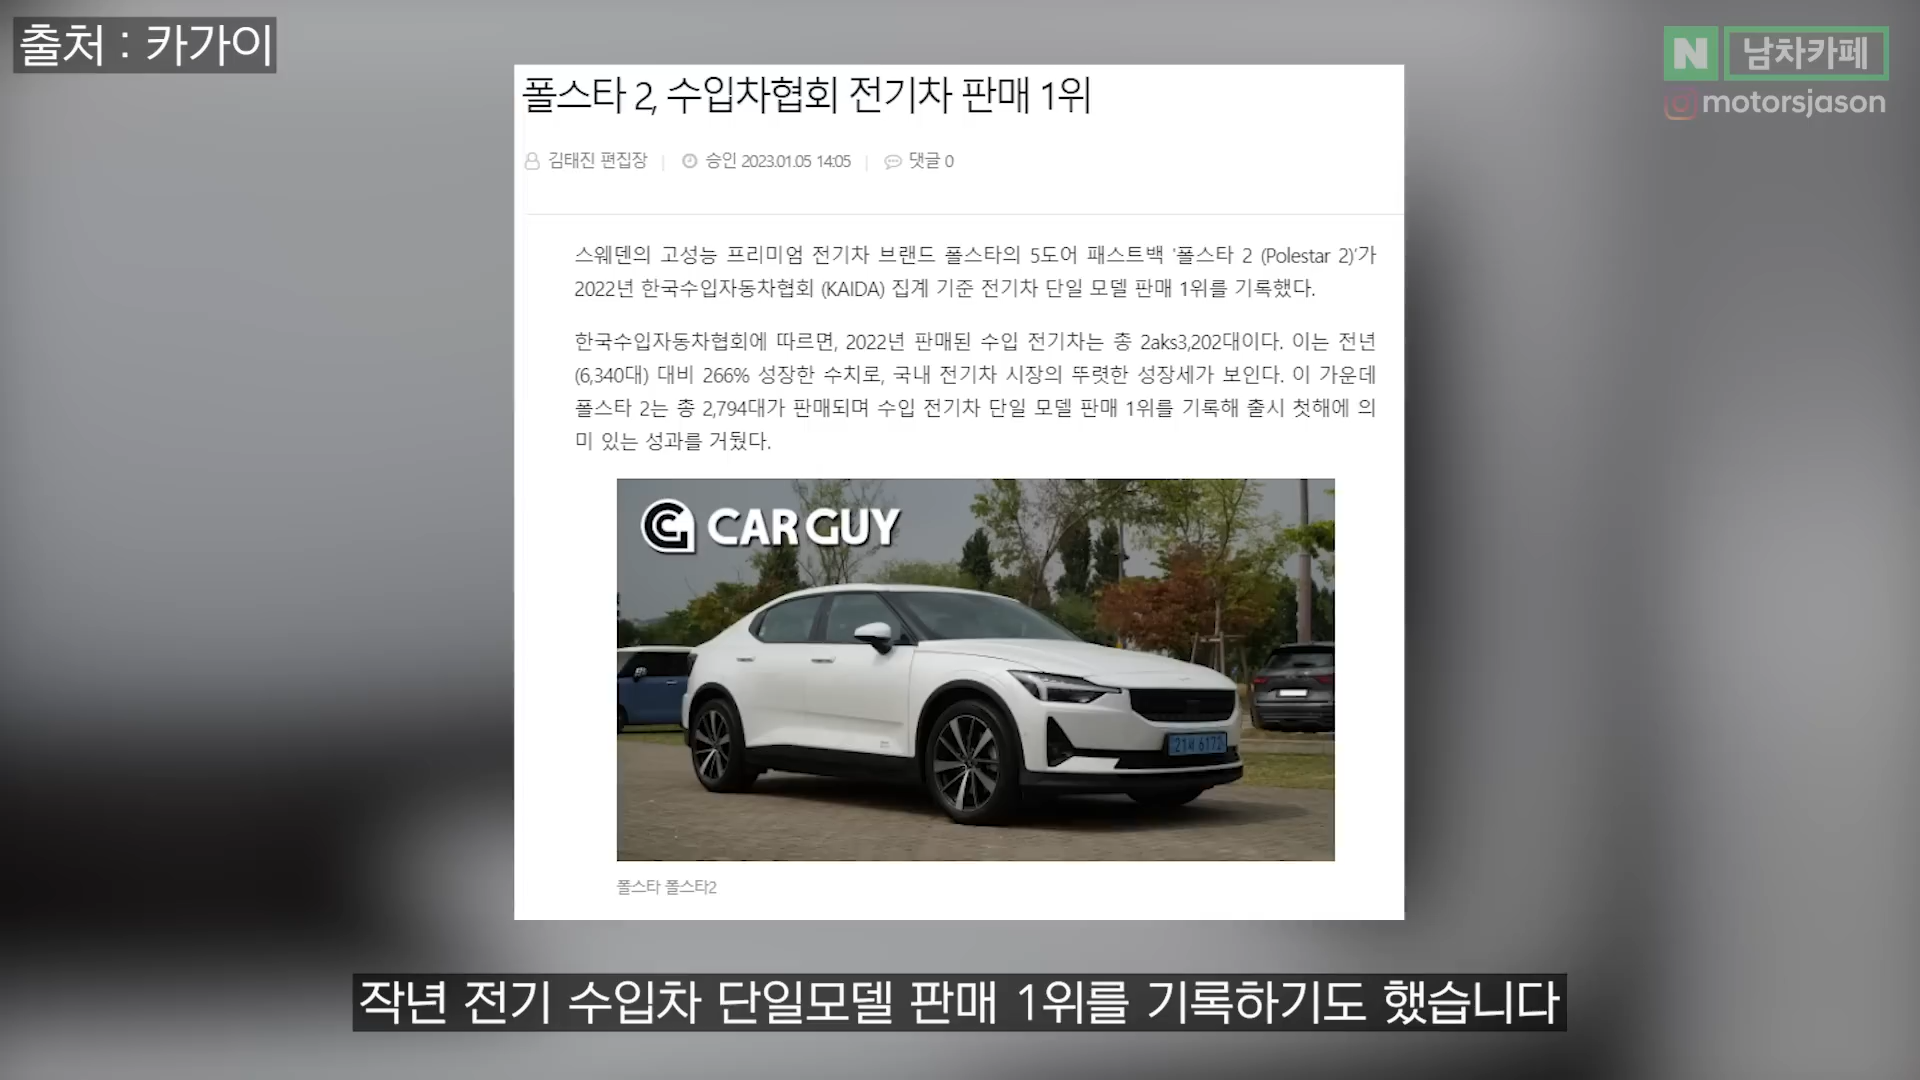 출처 : 카가이
N 남차카페
motorsjason
폴스타 2, 수입차협회 전기차 판매 1위
김태진 편집장 | 승인 2023.01.05 14:05 | 댓글 0
스웨덴의 고성능 프리미엄 전기차 브랜드 폴스타의 5도어 패스트백 '폴스타 2 (Polestar 2)'가
2022년 한국수입자동차협회 (KAIDA) 집계 기준 전기차 단일 모델 판매 1위를 기록했다.
한국수입자동차협회에 따르면, 2022년 판매된 수입 전기차는 총 2aks3,202대이다. 이는 전년
(6,340대) 대비 266% 성장한 수치로, 국내 전기차 시장의 뚜렷한 성장세가 보인다. 이 가운데
폴스타 2는 총 2,794대가 판매되며 수입 전기차 단일 모델 판매 1위를 기록해 출시 첫해에 의
미 있는 성과를 거뒀다.
CAR GUY
폴스타 폴스타2
작년 전기 수입차 단일모델 판매 1위를 기록하기도 했습니다